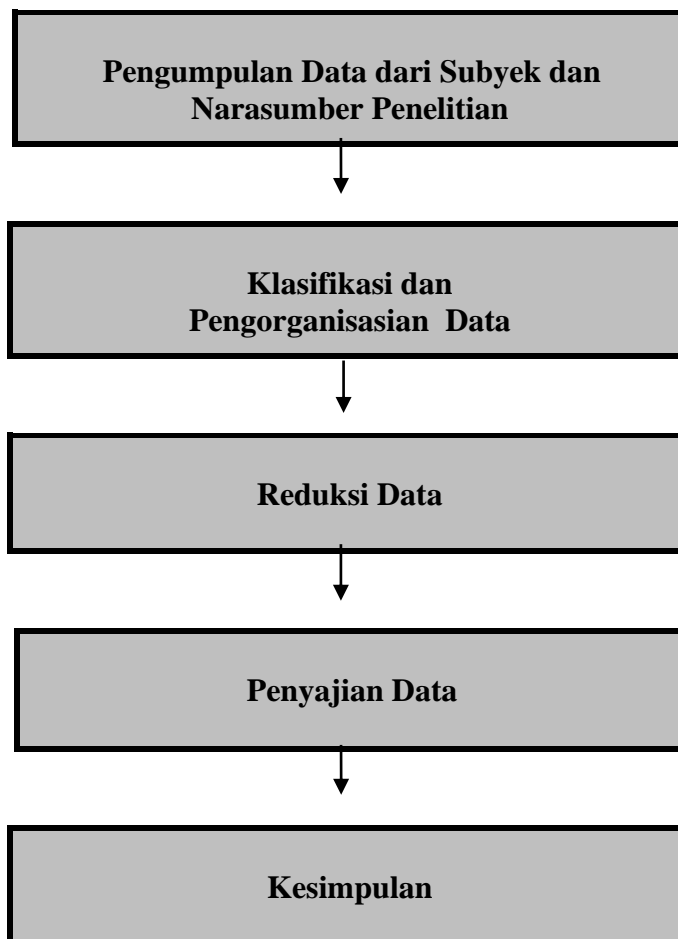 Pengumpulan Data dari Subyek dan
Narasumber Penelitian
Klasifikasi dan
Pengorganisasian Data
Reduksi Data
Penyajian Data
Kesimpulan